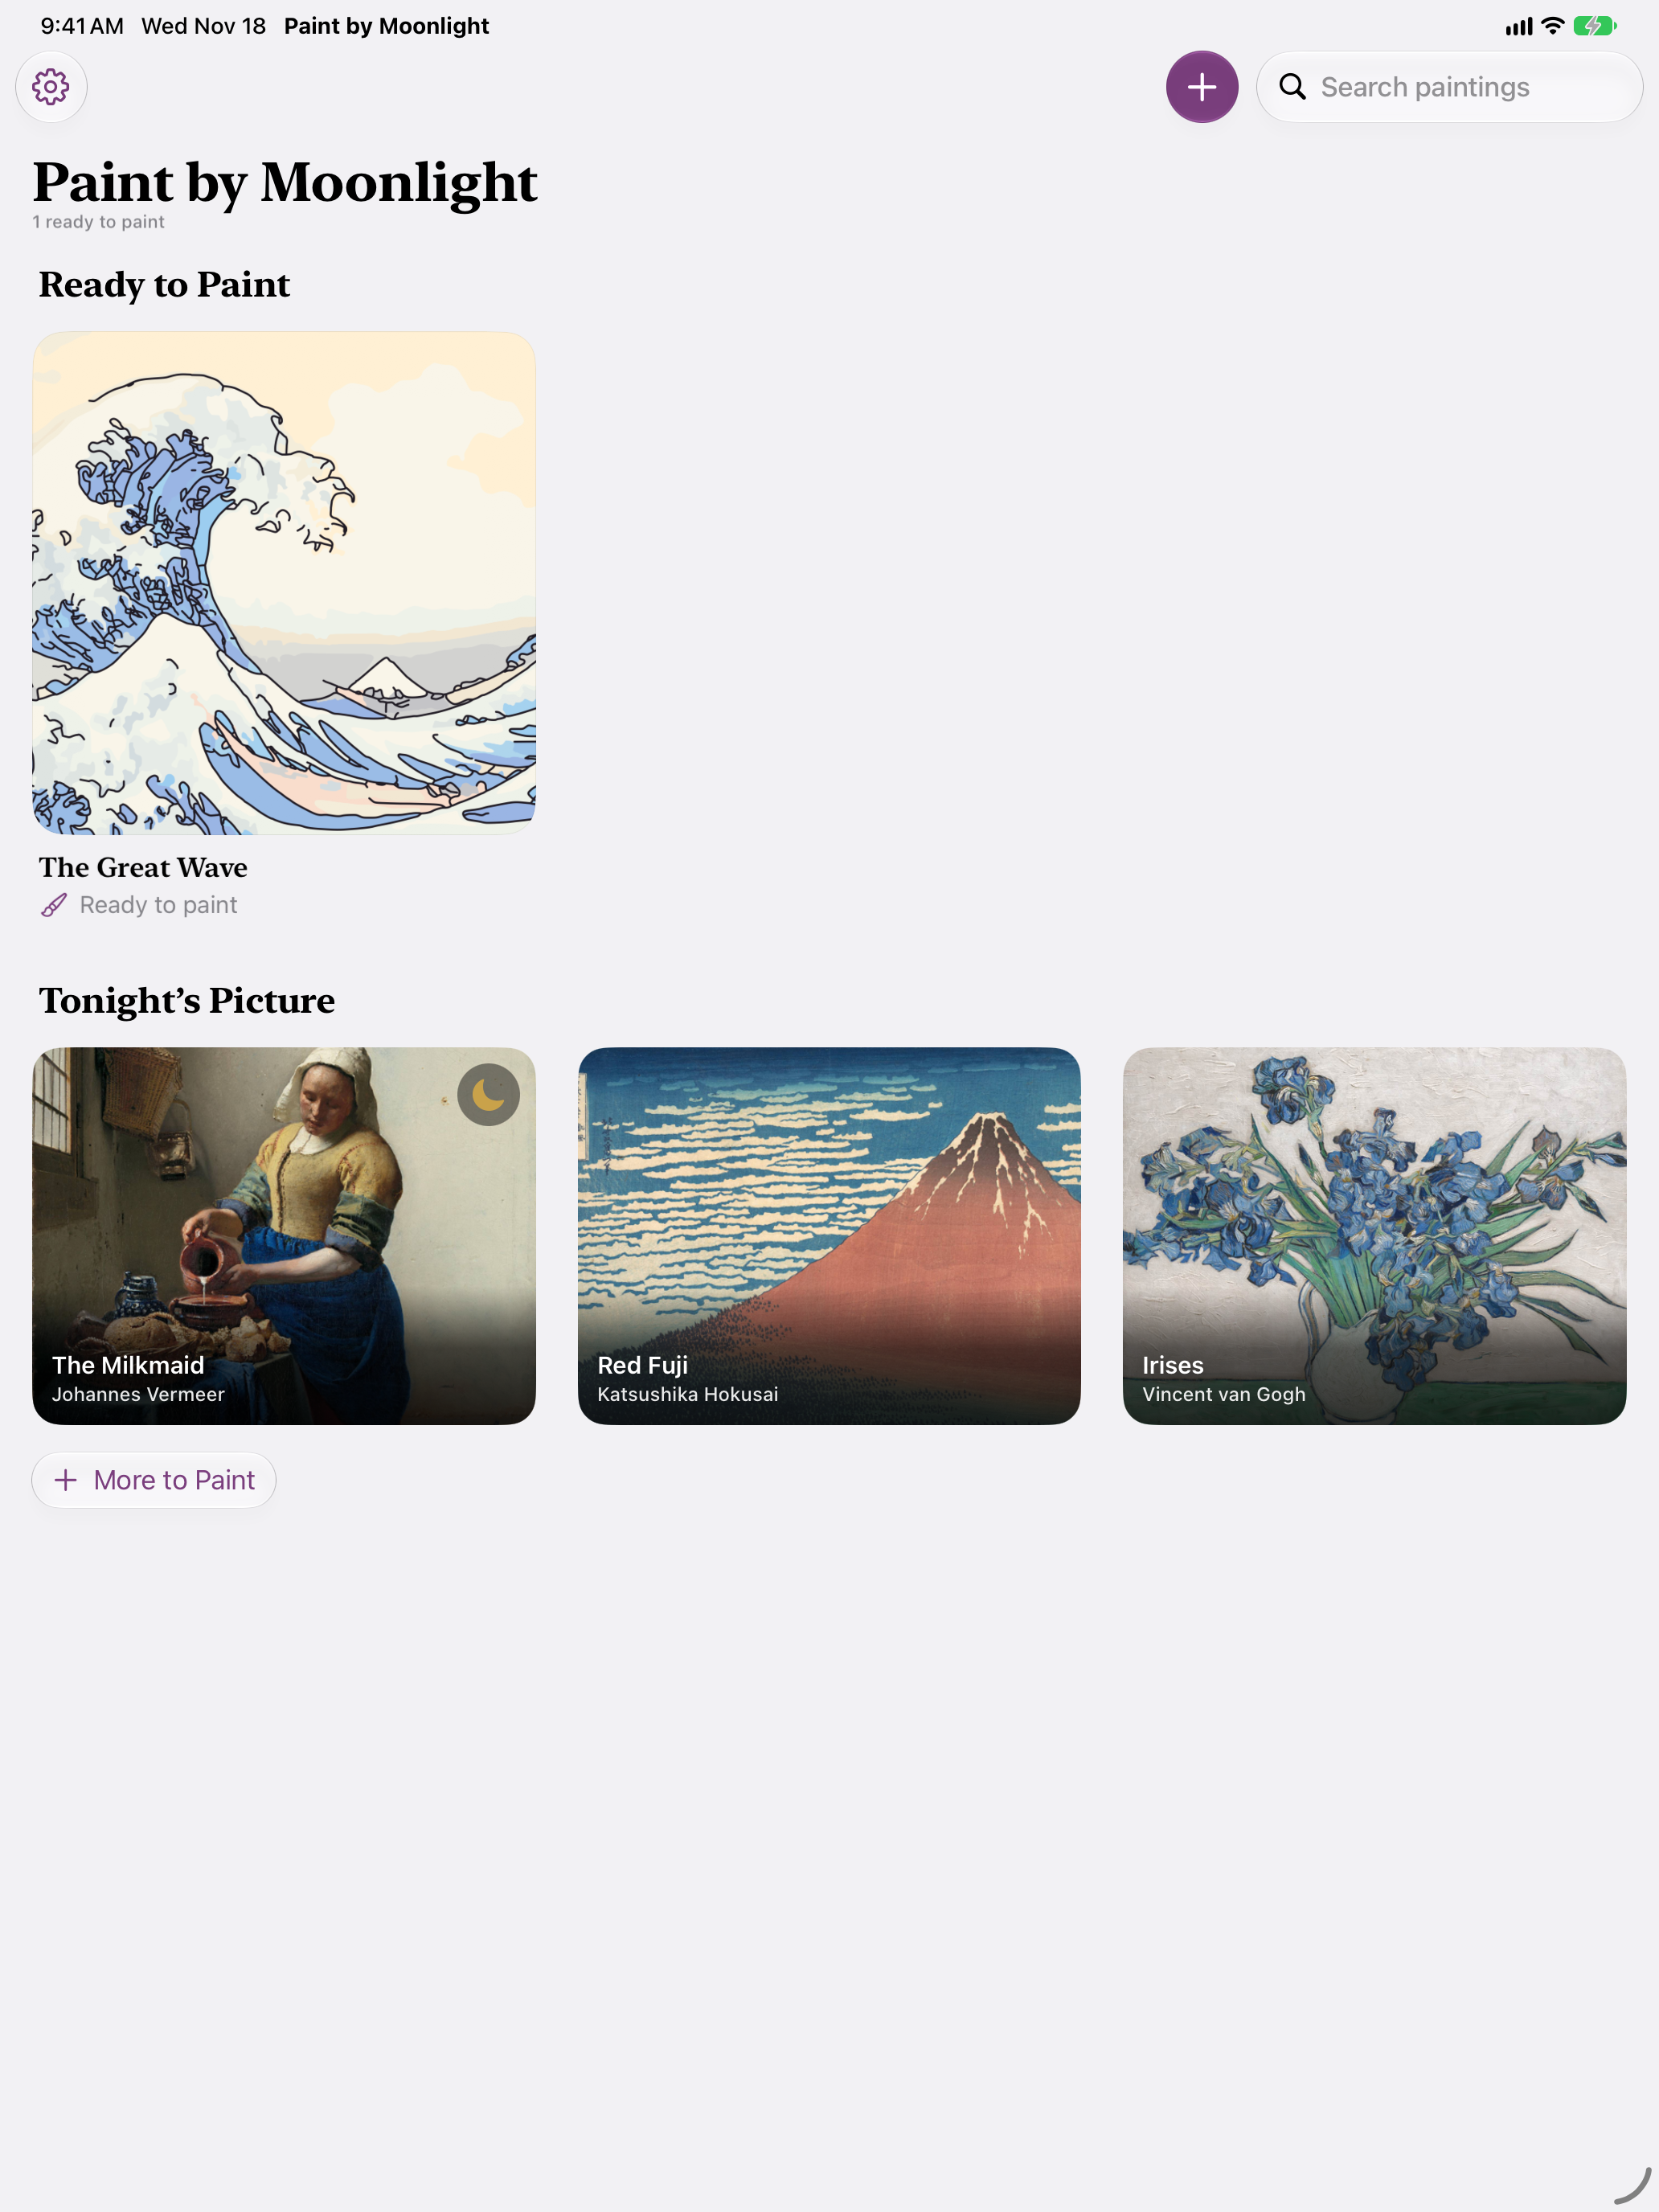 9:41 AM Wed Nov 18 Paint by Moonlight
Search paintings
Paint by Moonlight
1 ready to paint
Ready to Paint
The Great Wave
Ready to paint
Tonight’s Picture
The Milkmaid
Johannes Vermeer
Red Fuji
Katsushika Hokusai
Irises
Vincent van Gogh
More to Paint